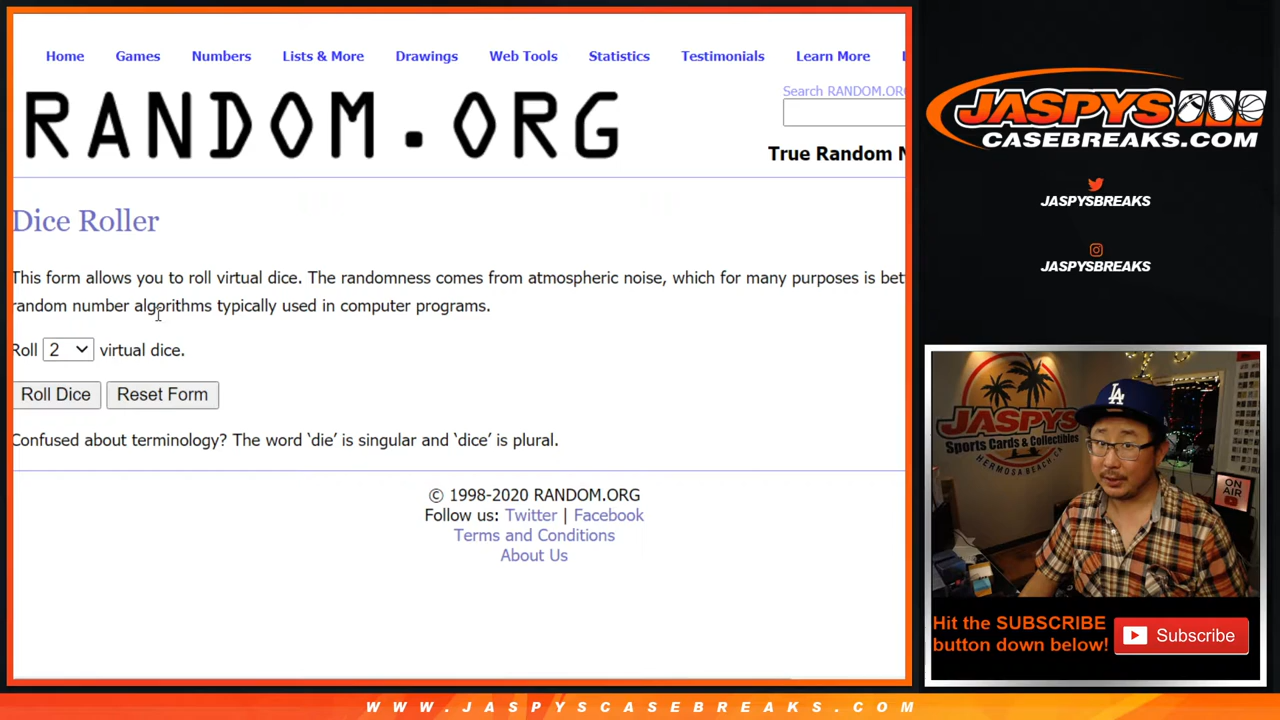 Home Games Numbers Lists & More Drawings Web Tools Statistics Testimonials Learn More
Search RANDOM.ORG
RANDOM.ORG
True Random N
Dice Roller
This form allows you to roll virtual dice. The randomness comes from atmospheric noise, which for many purposes is bet
random number algorithms typically used in computer programs.
Roll 2 virtual dice.
Roll Dice Reset Form
Confused about terminology? The word ‘die’ is singular and ‘dice’ is plural.
© 1998-2020 RANDOM.ORG
Follow us: Twitter | Facebook
Terms and Conditions
About Us
JASPYS
CASEBREAKS.COM
JASPYSBREAKS
JASPYSBREAKS
JASPYS
Sports Cards & Collectibles
HERMOSA BEACH, CA
LA
ON
AIR
Hit the SUBSCRIBE
button down below!
Subscribe
WWW.JASPYSCASEBREAKS.COM